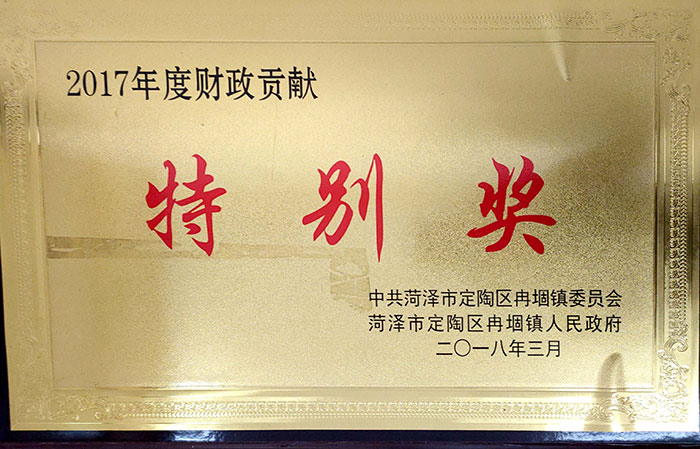 2017年度财政贡献
特别奖
中共菏泽市定陶区冉堌镇委员会
菏泽市定陶区冉堌镇人民政府
二〇一八年三月